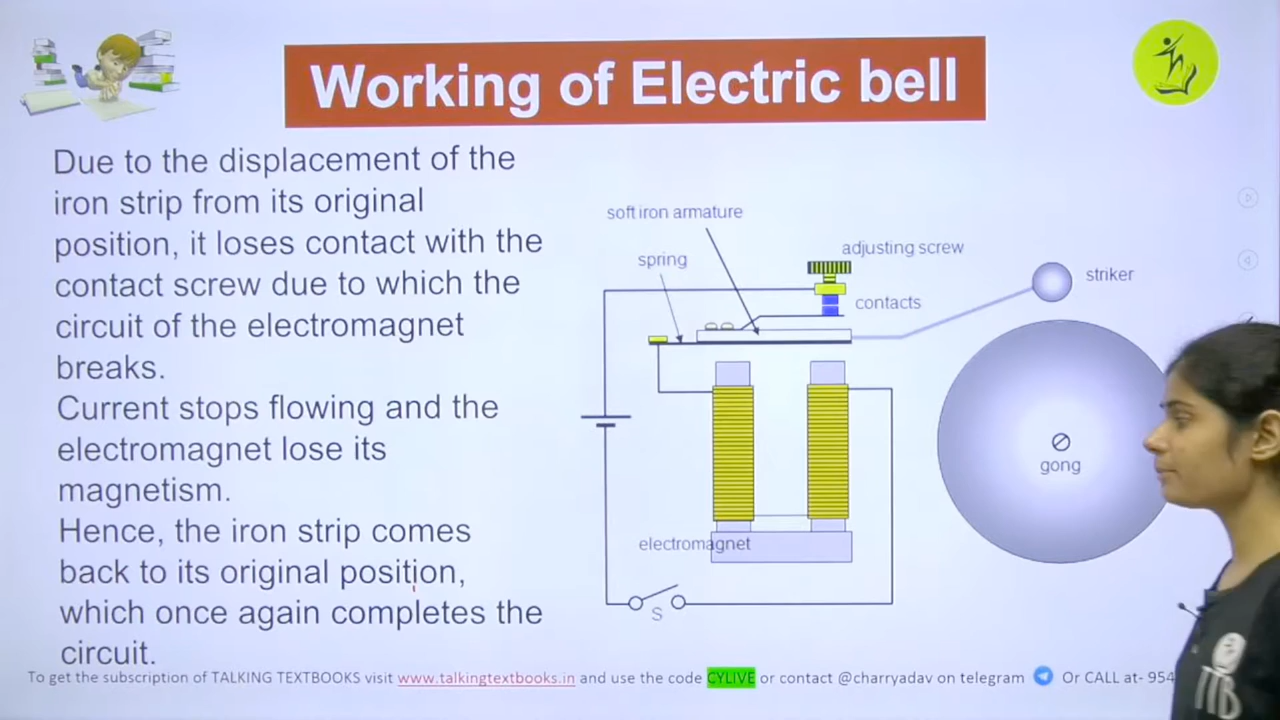 Working of Electric bell
Due to the displacement of the
iron strip from its original
position, it loses contact with the
contact screw due to which the
circuit of the electromagnet
breaks.
Current stops flowing and the
electromagnet lose its
magnetism.
Hence, the iron strip comes
back to its original position,
which once again completes the
circuit.
soft iron armature
spring
adjusting screw
contacts
striker
gong
electromagnet
S
To get the subscription of TALKING TEXTBOOKS visit www.talkingtextbooks.in and use the code CYLIVE or contact @charryadav on telegram Or CALL at- 954